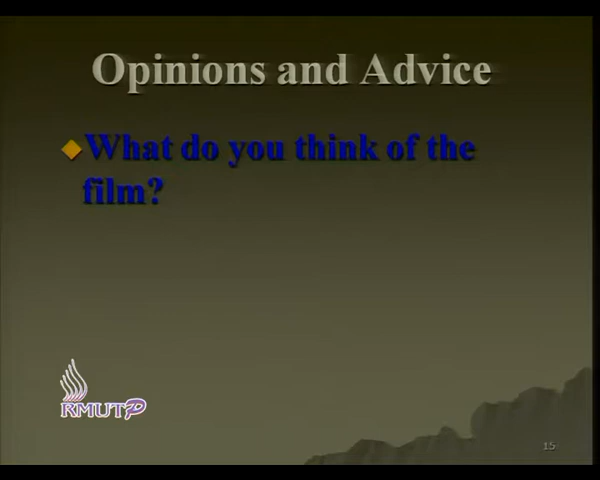 Opinions and Advice
What do you think of the
film?
RMUTP
15